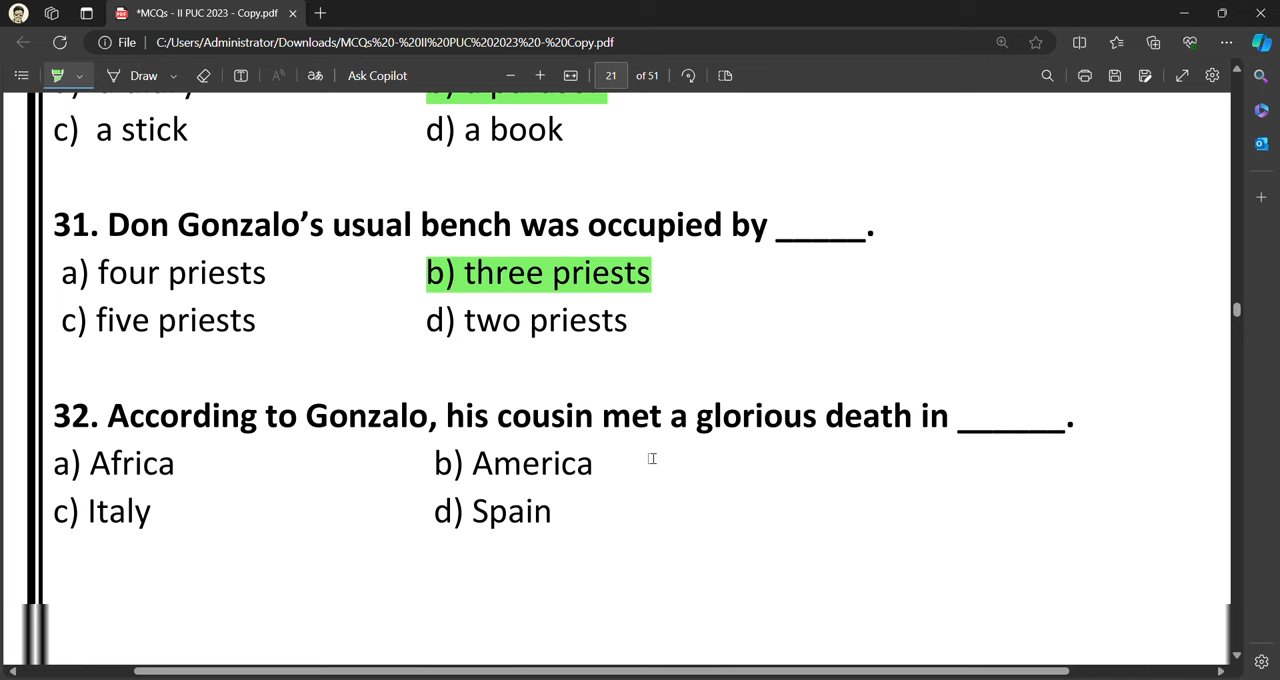 *MCQs - II PUC 2023 - Copy.pdf
File
C:/Users/Administrator/Downloads/MCQs%20-%20II%20PUC%202023%20-%20Copy.pdf
Draw
Ask Copilot
21 of 51
c) a stick d) a book
31. Don Gonzalo’s usual bench was occupied by _____.
a) four priests b) three priests
c) five priests d) two priests
32. According to Gonzalo, his cousin met a glorious death in ______.
a) Africa b) America
c) Italy d) Spain